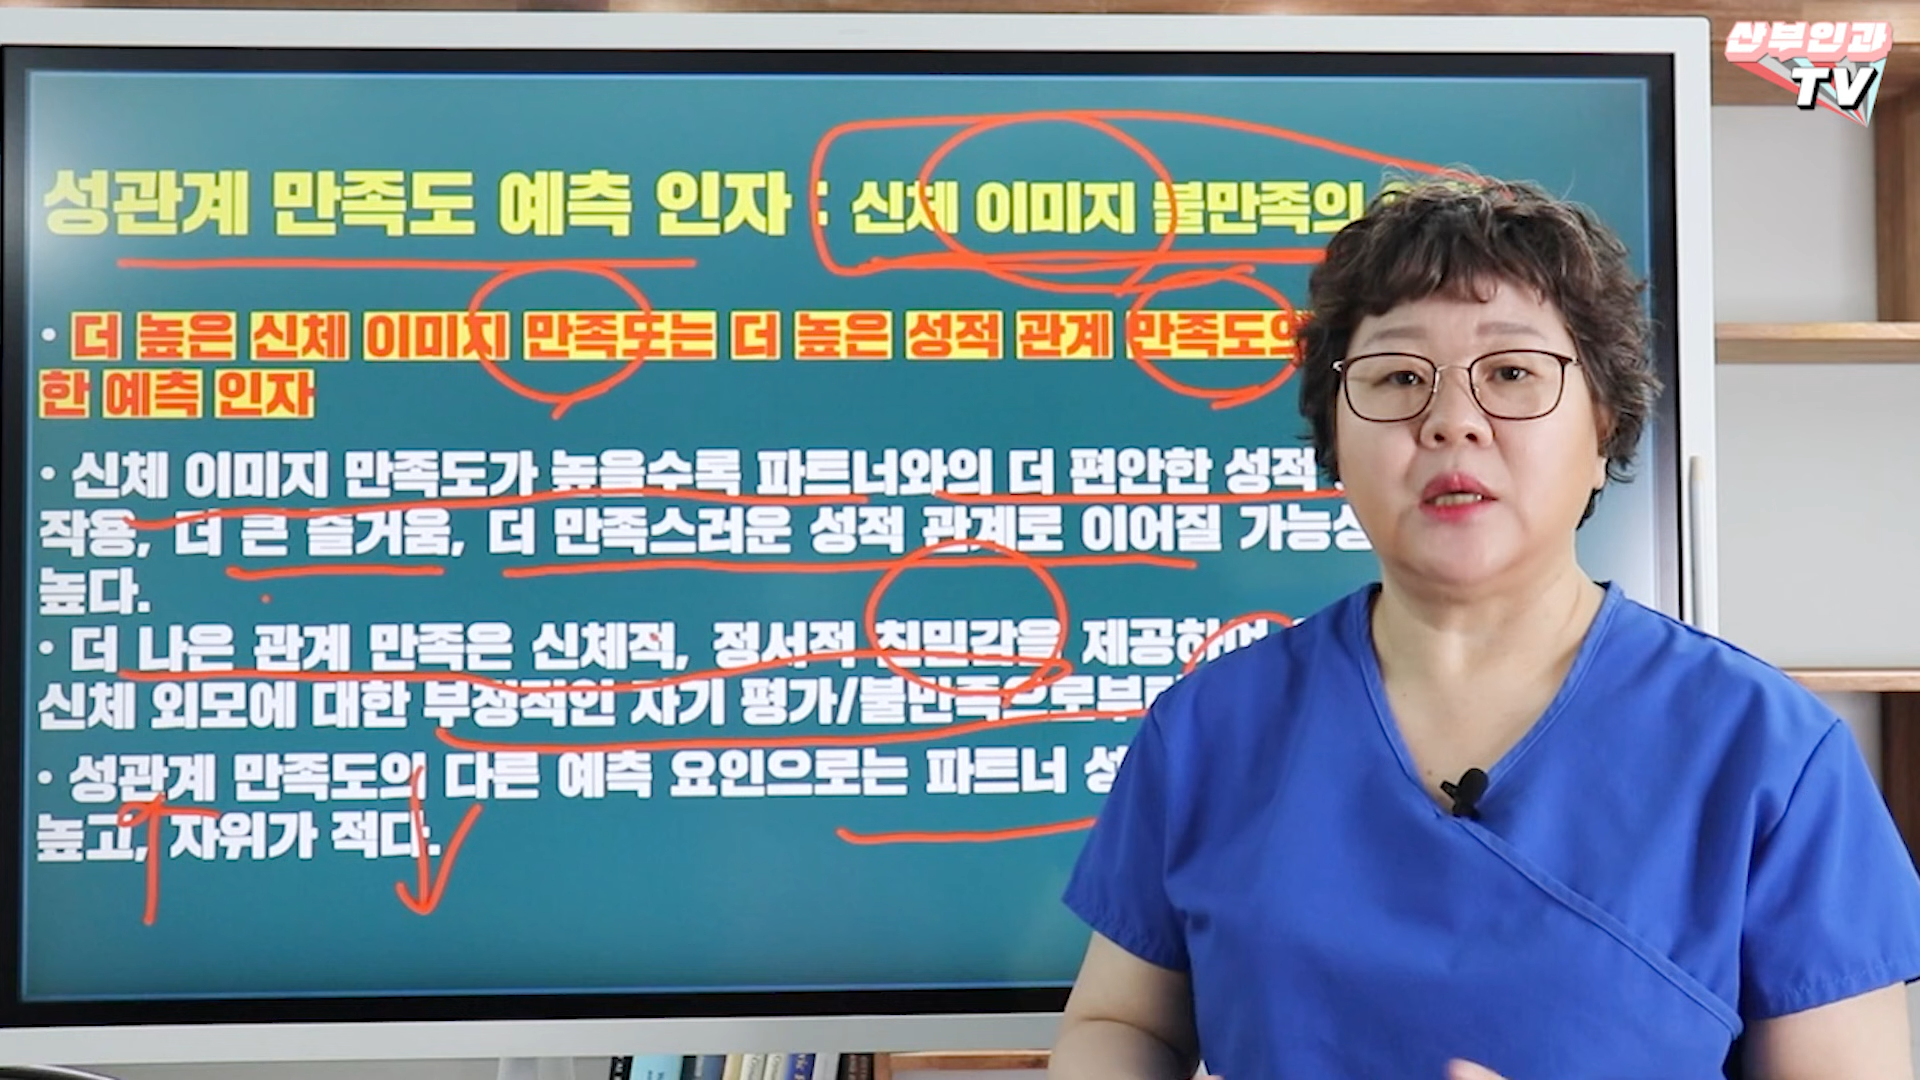 산부인과
TV
성관계 만족도 예측 인자 : 신체 이미지 불만족의
• 더 높은 신체 이미지 만족도는 더 높은 성적 관계 만족도의
한 예측 인자
• 신체 이미지 만족도가 높을수록 파트너와의 더 편안한 성적
작용, 더 큰 즐거움, 더 만족스러운 성적 관계로 이어질
높다.
• 더 나은 관계 만족은 신체적, 정서적 친밀감을 제공하여
신체 외모에 대한 부정적인 자기 평가/불만족으로부터
• 성관계 만족도의 다른 예측 요인으로는 파트너
높고, 자위가 적다.